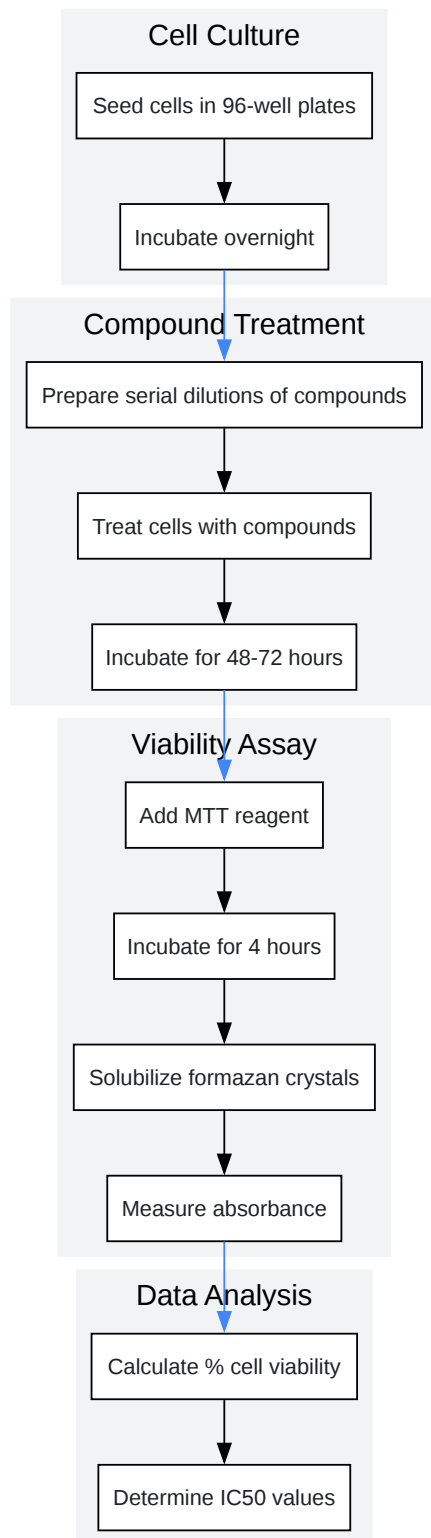 Cell Culture
Seed cells in 96-well plates
Incubate overnight
Compound Treatment
Prepare serial dilutions of compounds
Treat cells with compounds
Incubate for 48-72 hours
Viability Assay
Add MTT reagent
Incubate for 4 hours
Solubilize formazan crystals
Measure absorbance
Data Analysis
Calculate % cell viability
Determine IC50 values